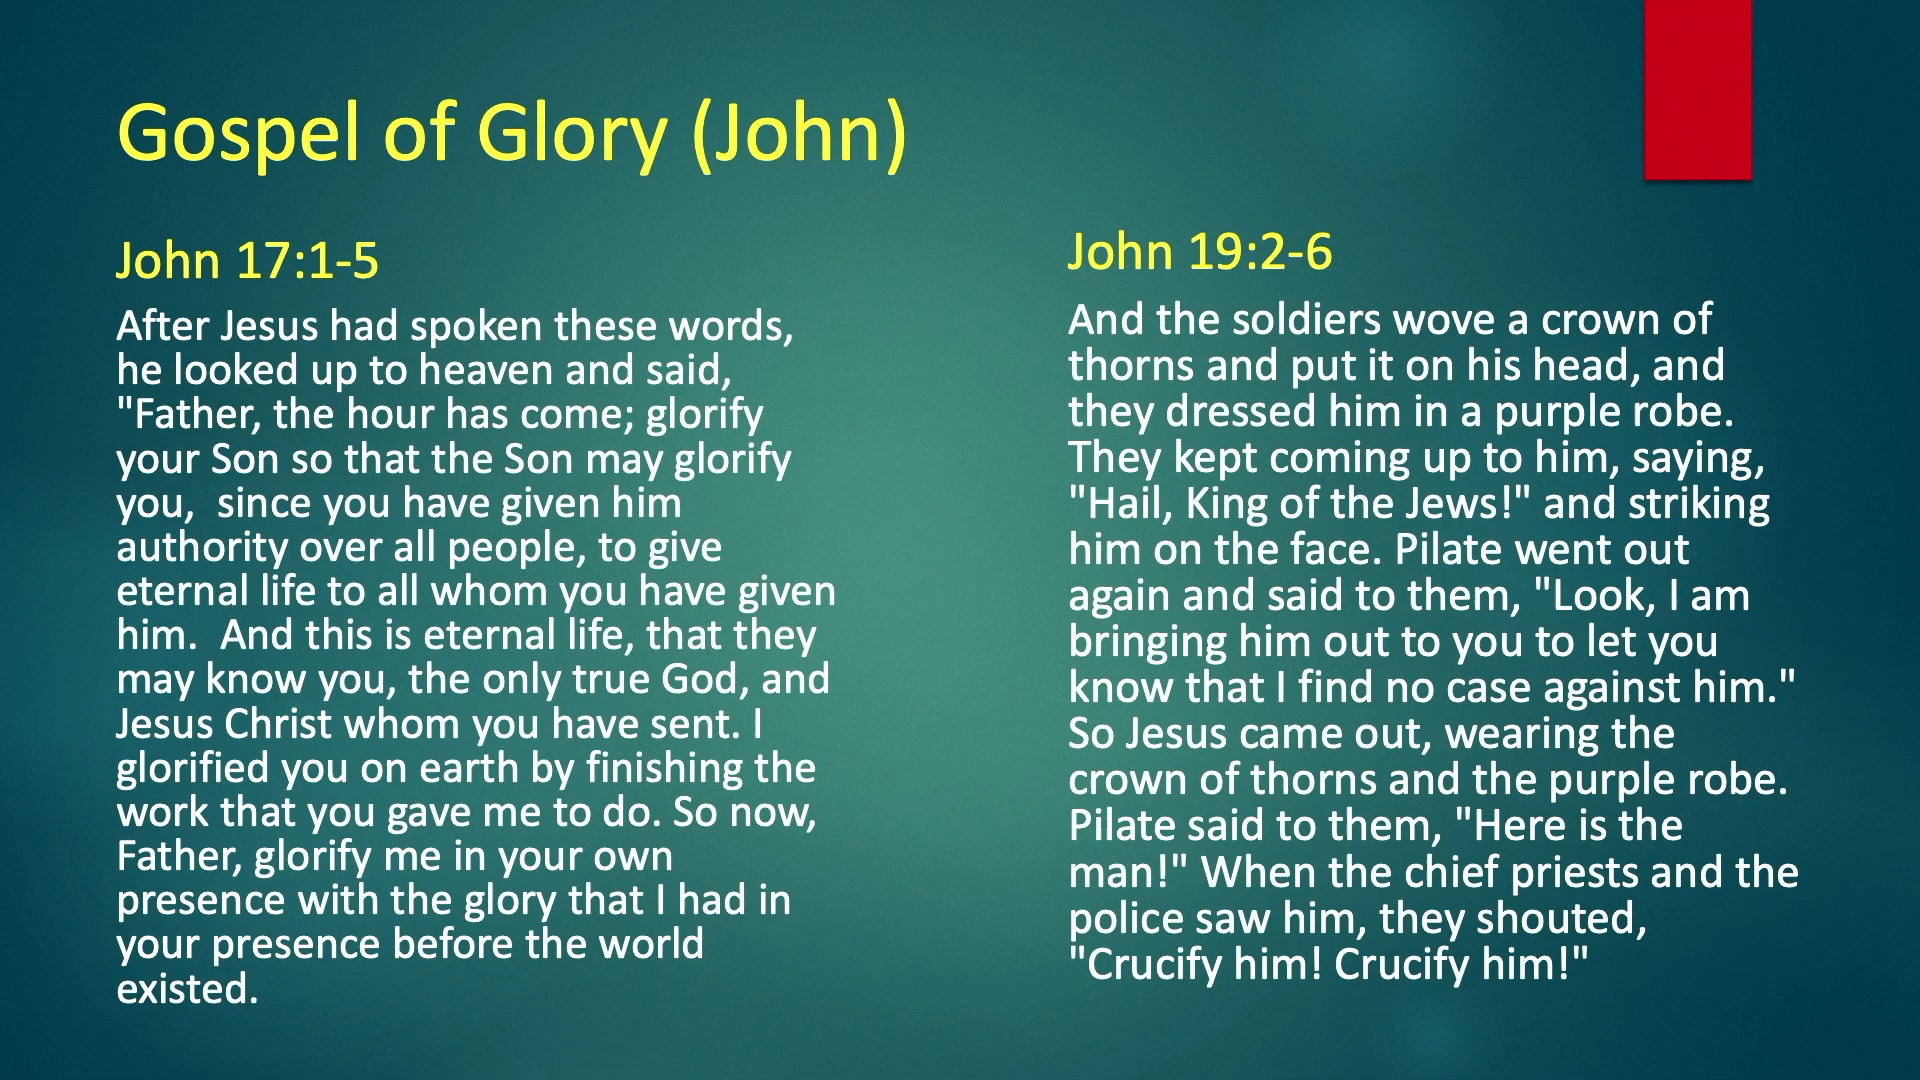 Gospel of Glory (John)
John 17:1-5
After Jesus had spoken these words,
he looked up to heaven and said,
"Father, the hour has come; glorify
your Son so that the Son may glorify
you,  since you have given him
authority over all people, to give
eternal life to all whom you have given
him.  And this is eternal life, that they
may know you, the only true God, and
Jesus Christ whom you have sent. I
glorified you on earth by finishing the
work that you gave me to do. So now,
Father, glorify me in your own
presence with the glory that I had in
your presence before the world
existed.
John 19:2-6
And the soldiers wove a crown of
thorns and put it on his head, and
they dressed him in a purple robe.
They kept coming up to him, saying,
"Hail, King of the Jews!" and striking
him on the face. Pilate went out
again and said to them, "Look, I am
bringing him out to you to let you
know that I find no case against him."
So Jesus came out, wearing the
crown of thorns and the purple robe.
Pilate said to them, "Here is the
man!" When the chief priests and the
police saw him, they shouted,
"Crucify him! Crucify him!"